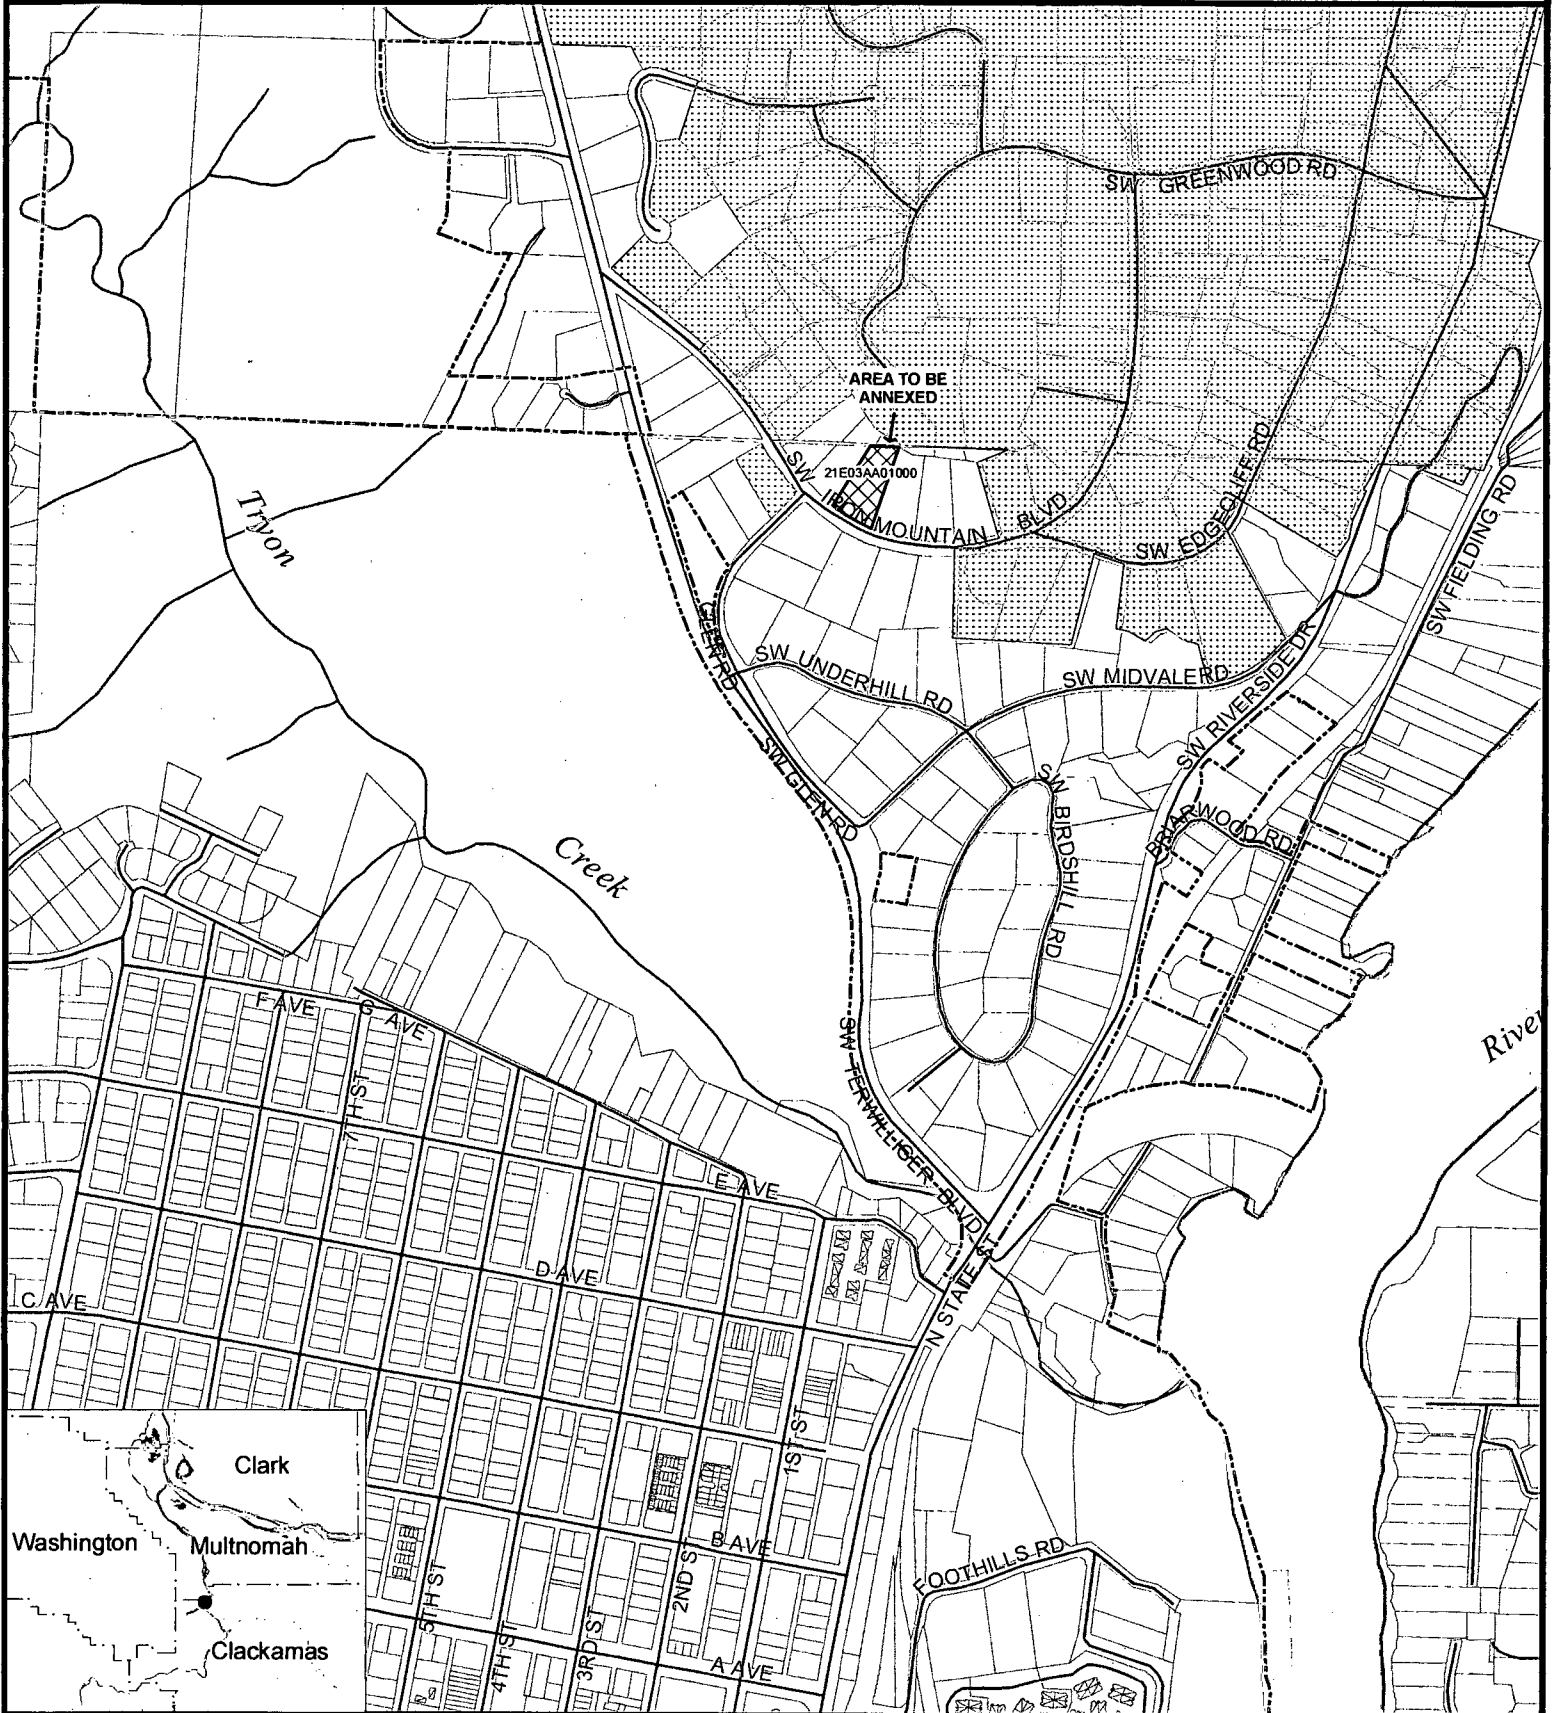 SW GREENWOOD RD
AREA TO BE
ANNEXED
21E03AA01000
SW IRON MOUNTAIN BLVD
SW EDGECLIFF RD
SW FIELDING RD
Tryon
GLEN RD
SW UNDERHILL RD
SW MIDVALE RD
SW RIVERSIDE DR
SW GLEN RD
SW BIRDSHILL RD
BRIARWOOD RD
Creek
F AVE
G AVE
SW TERWILLIGER BLVD
River
7TH ST
E AVE
D AVE
C AVE
N STATE ST
1ST ST
Clark
Washington
Multnomah
Clackamas
B AVE
FOOTHILLS RD
5TH ST
2ND ST
4TH ST
3RD ST
A AVE